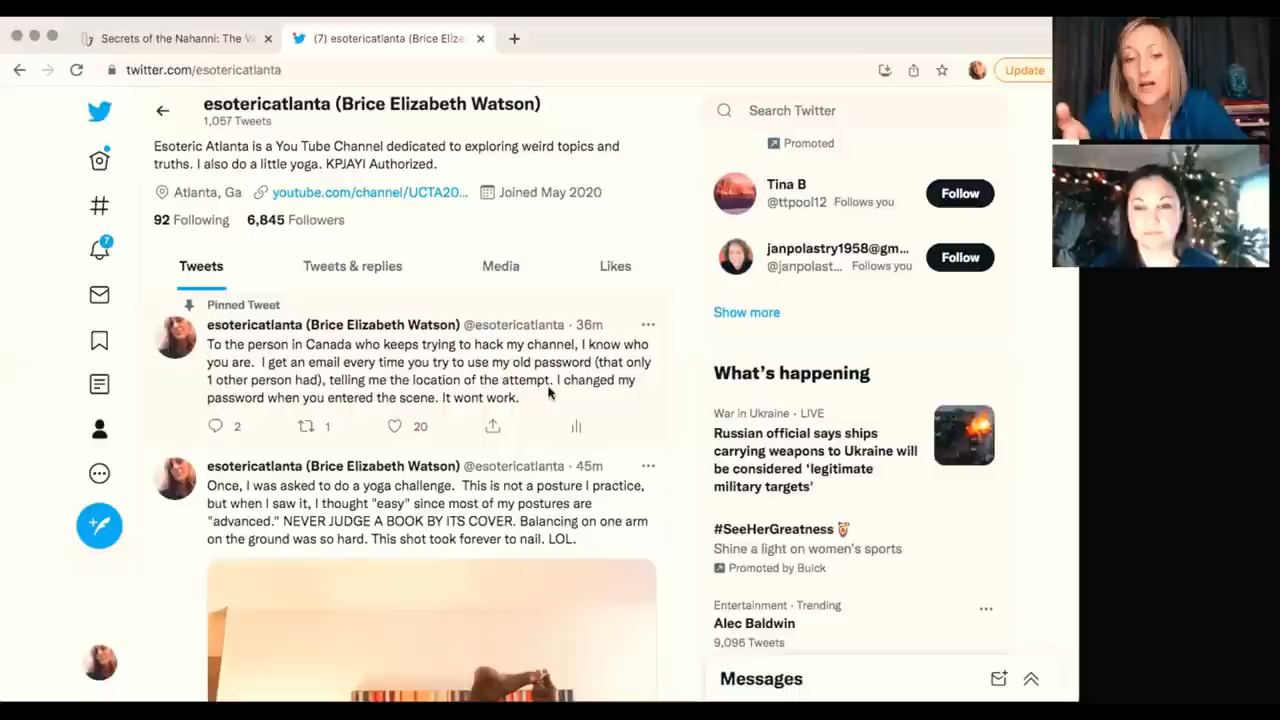 Secrets of the Nahanni: The Va
(7) esotericatlanta (Brice Eliza
twitter.com/esotericatlanta
Update
esotericatlanta (Brice Elizabeth Watson)
1,057 Tweets
Esoteric Atlanta is a You Tube Channel dedicated to exploring weird topics and
truths. I also do a little yoga. KPJAYI Authorized.
Atlanta, Ga youtube.com/channel/UCTA20... Joined May 2020
92 Following 6,845 Followers
Tweets Tweets & replies Media Likes
Pinned Tweet
esotericatlanta (Brice Elizabeth Watson) @esotericatlanta · 36m
To the person in Canada who keeps trying to hack my channel, I know who
you are. I get an email every time you try to use my old password (that only
1 other person had), telling me the location of the attempt. I changed my
password when you entered the scene. It wont work.
2 1 20
esotericatlanta (Brice Elizabeth Watson) @esotericatlanta · 45m
Once, I was asked to do a yoga challenge. This is not a posture I practice,
but when I saw it, I thought "easy" since most of my postures are
"advanced." NEVER JUDGE A BOOK BY ITS COVER. Balancing on one arm
on the ground was so hard. This shot took forever to nail. LOL.
7
Search Twitter
Promoted
Tina B
@ttpool12 Follows you
Follow
janpolastry1958@gm...
@janpolast... Follows you
Follow
Show more
What's happening
War in Ukraine · LIVE
Russian official says ships
carrying weapons to Ukraine will
be considered 'legitimate
military targets'
#SeeHerGreatness
Shine a light on women's sports
Promoted by Buick
Entertainment · Trending
Alec Baldwin
9,096 Tweets
Messages